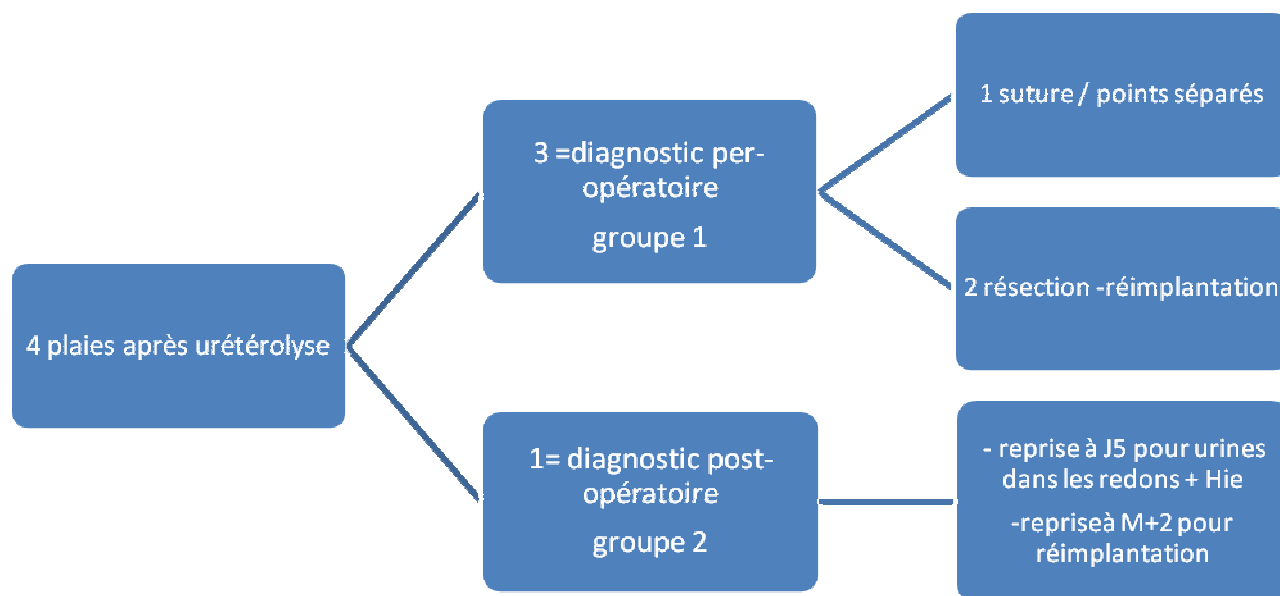 4 plaies après urétérolyse
3 =diagnostic per-
opératoire
groupe 1
1 suture / points séparés
2 résection -réimplantation
1= diagnostic post-
opératoire
groupe 2
- reprise à J5 pour urines
dans les redons + Hie
-repriseà M+2 pour
réimplantation